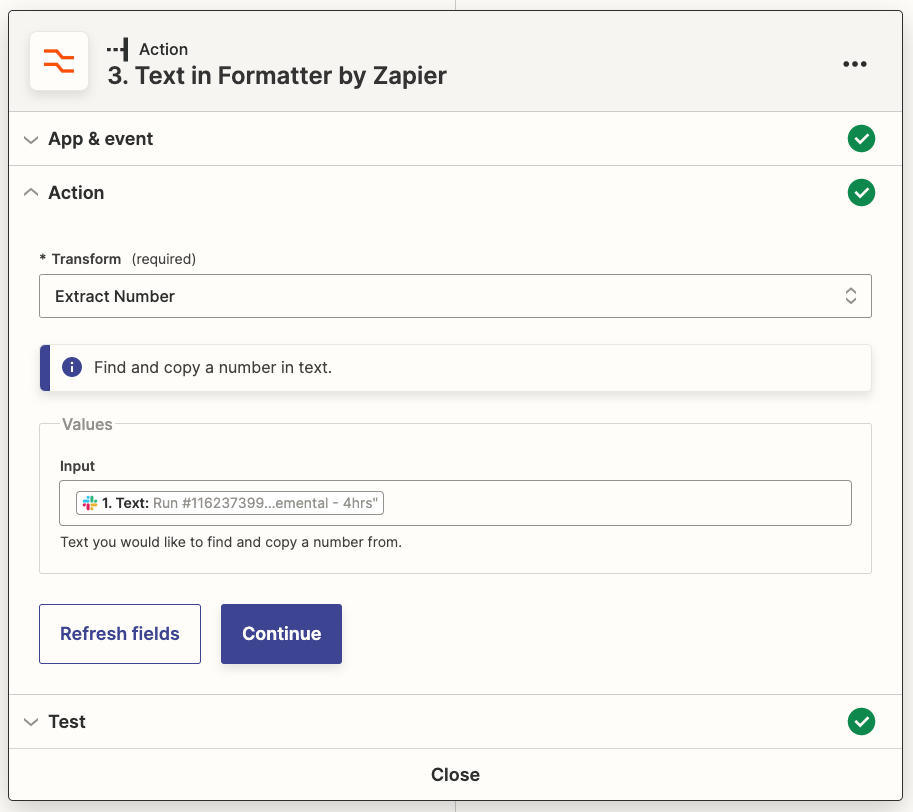 Action
3. Text in Formatter by Zapier
App & event
Action
* Transform (required)
Extract Number
Find and copy a number in text.
Values
Input
1. Text: Run #116237399...emental - 4hrs"
Text you would like to find and copy a number from.
Refresh fields Continue
Test
Close